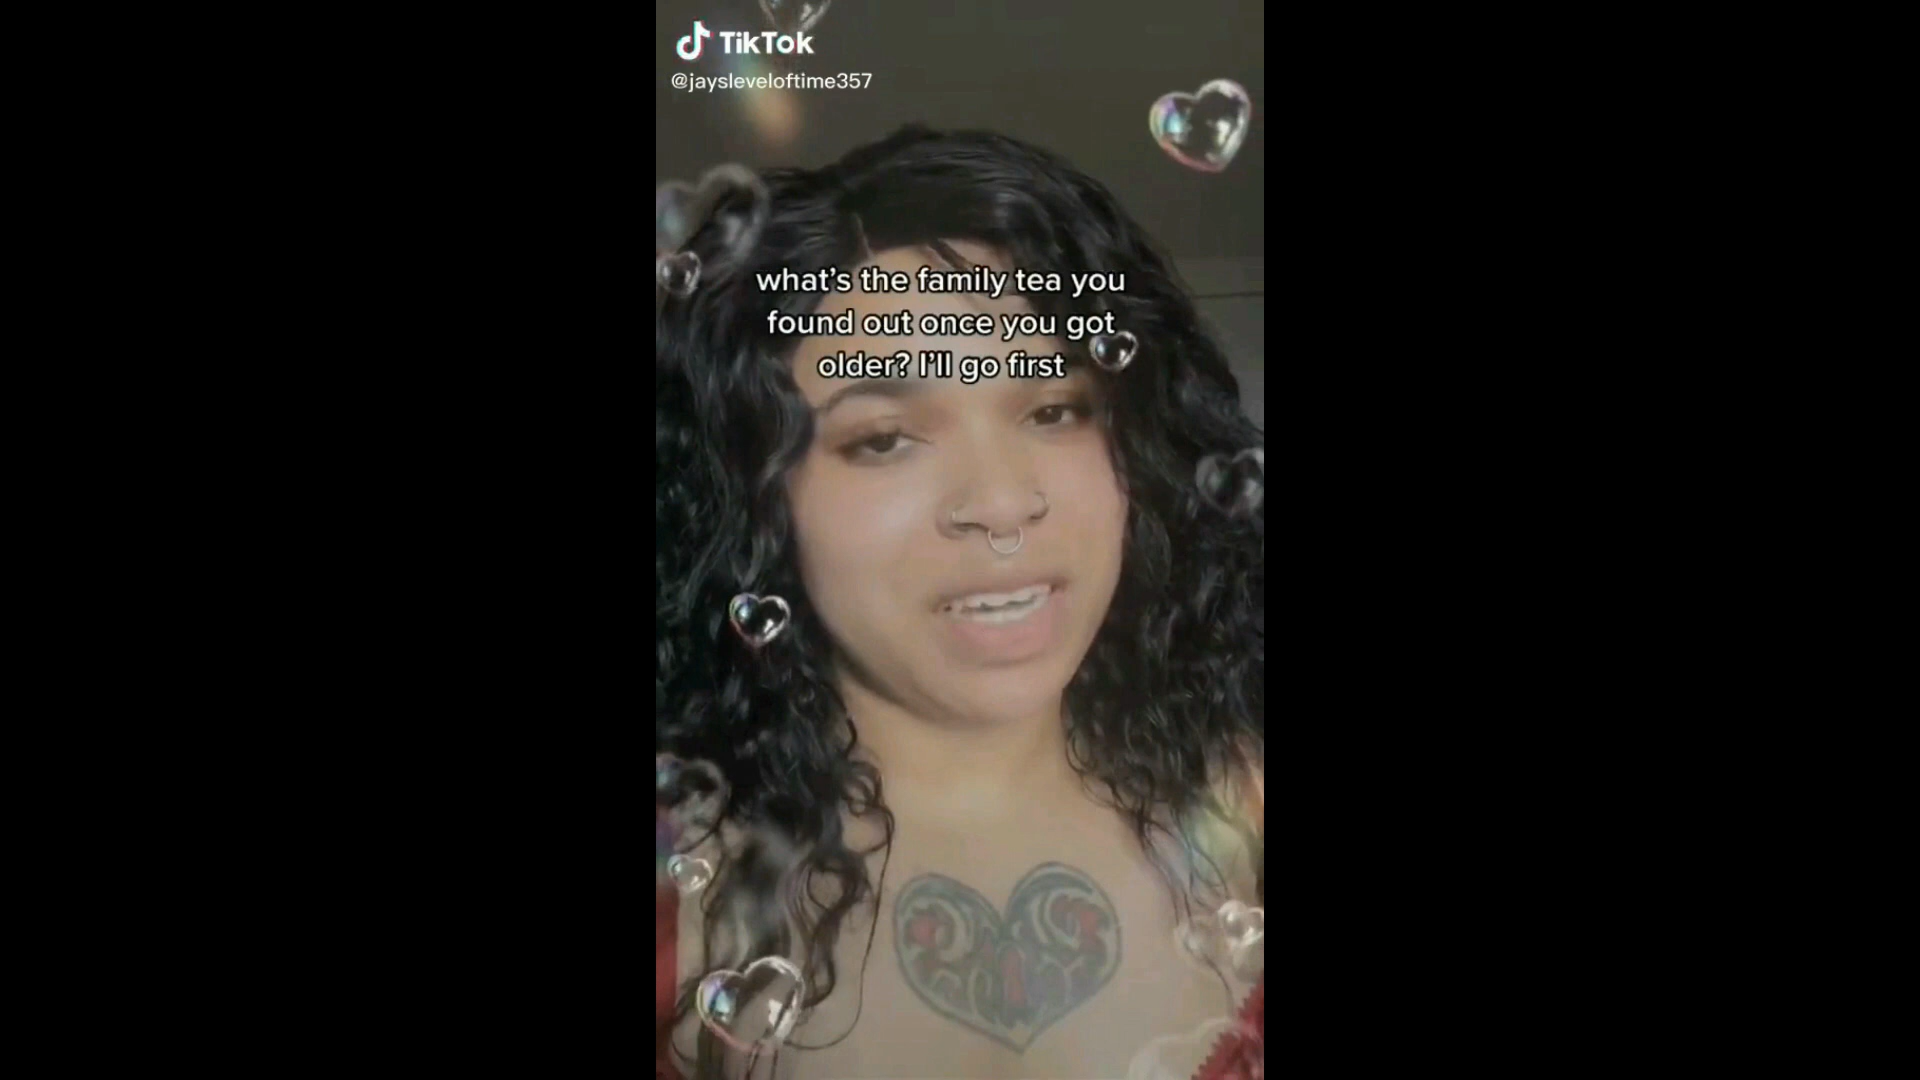 TikTok
@jaysleveloftime357
what's the family tea you
found out once you got
older? I'll go first